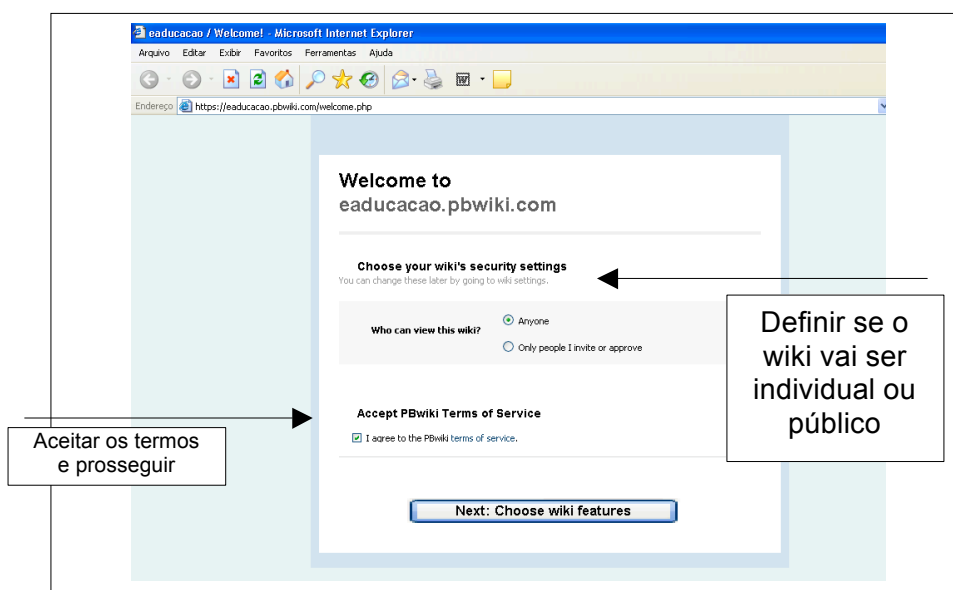 eaducacao / Welcome! - Microsoft Internet Explorer
Arquivo Editar Exibir Favoritos Ferramentas Ajuda
Endereço https://eaducacao.pbwiki.com/welcome.php
Welcome to
eaducacao.pbwiki.com
Choose your wiki's security settings
You can change these later by going to wiki settings.
Who can view this wiki?
Anyone
Only people I invite or approve
Definir se o
wiki vai ser
individual ou
público
Accept PBwiki Terms of Service
I agree to the PBwiki terms of service.
Aceitar os termos
e prosseguir
Next: Choose wiki features